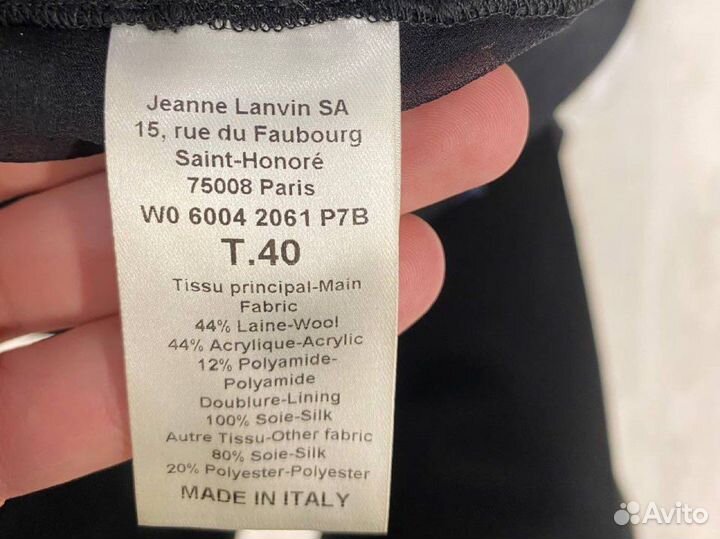 Jeanne Lanvin SA
15, rue du Faubourg
Saint-Honoré
75008 Paris
W0 6004 2061 P7B
T.40
Tissu principal-Main
Fabric
44% Laine-Wool
44% Acrylique-Acrylic
12% Polyamide-
Polyamide
Doublure-Lining
100% Soie-Silk
Autre Tissu-Other fabric
80% Soie-Silk
20% Polyester-Polyester
MADE IN ITALY
Avito